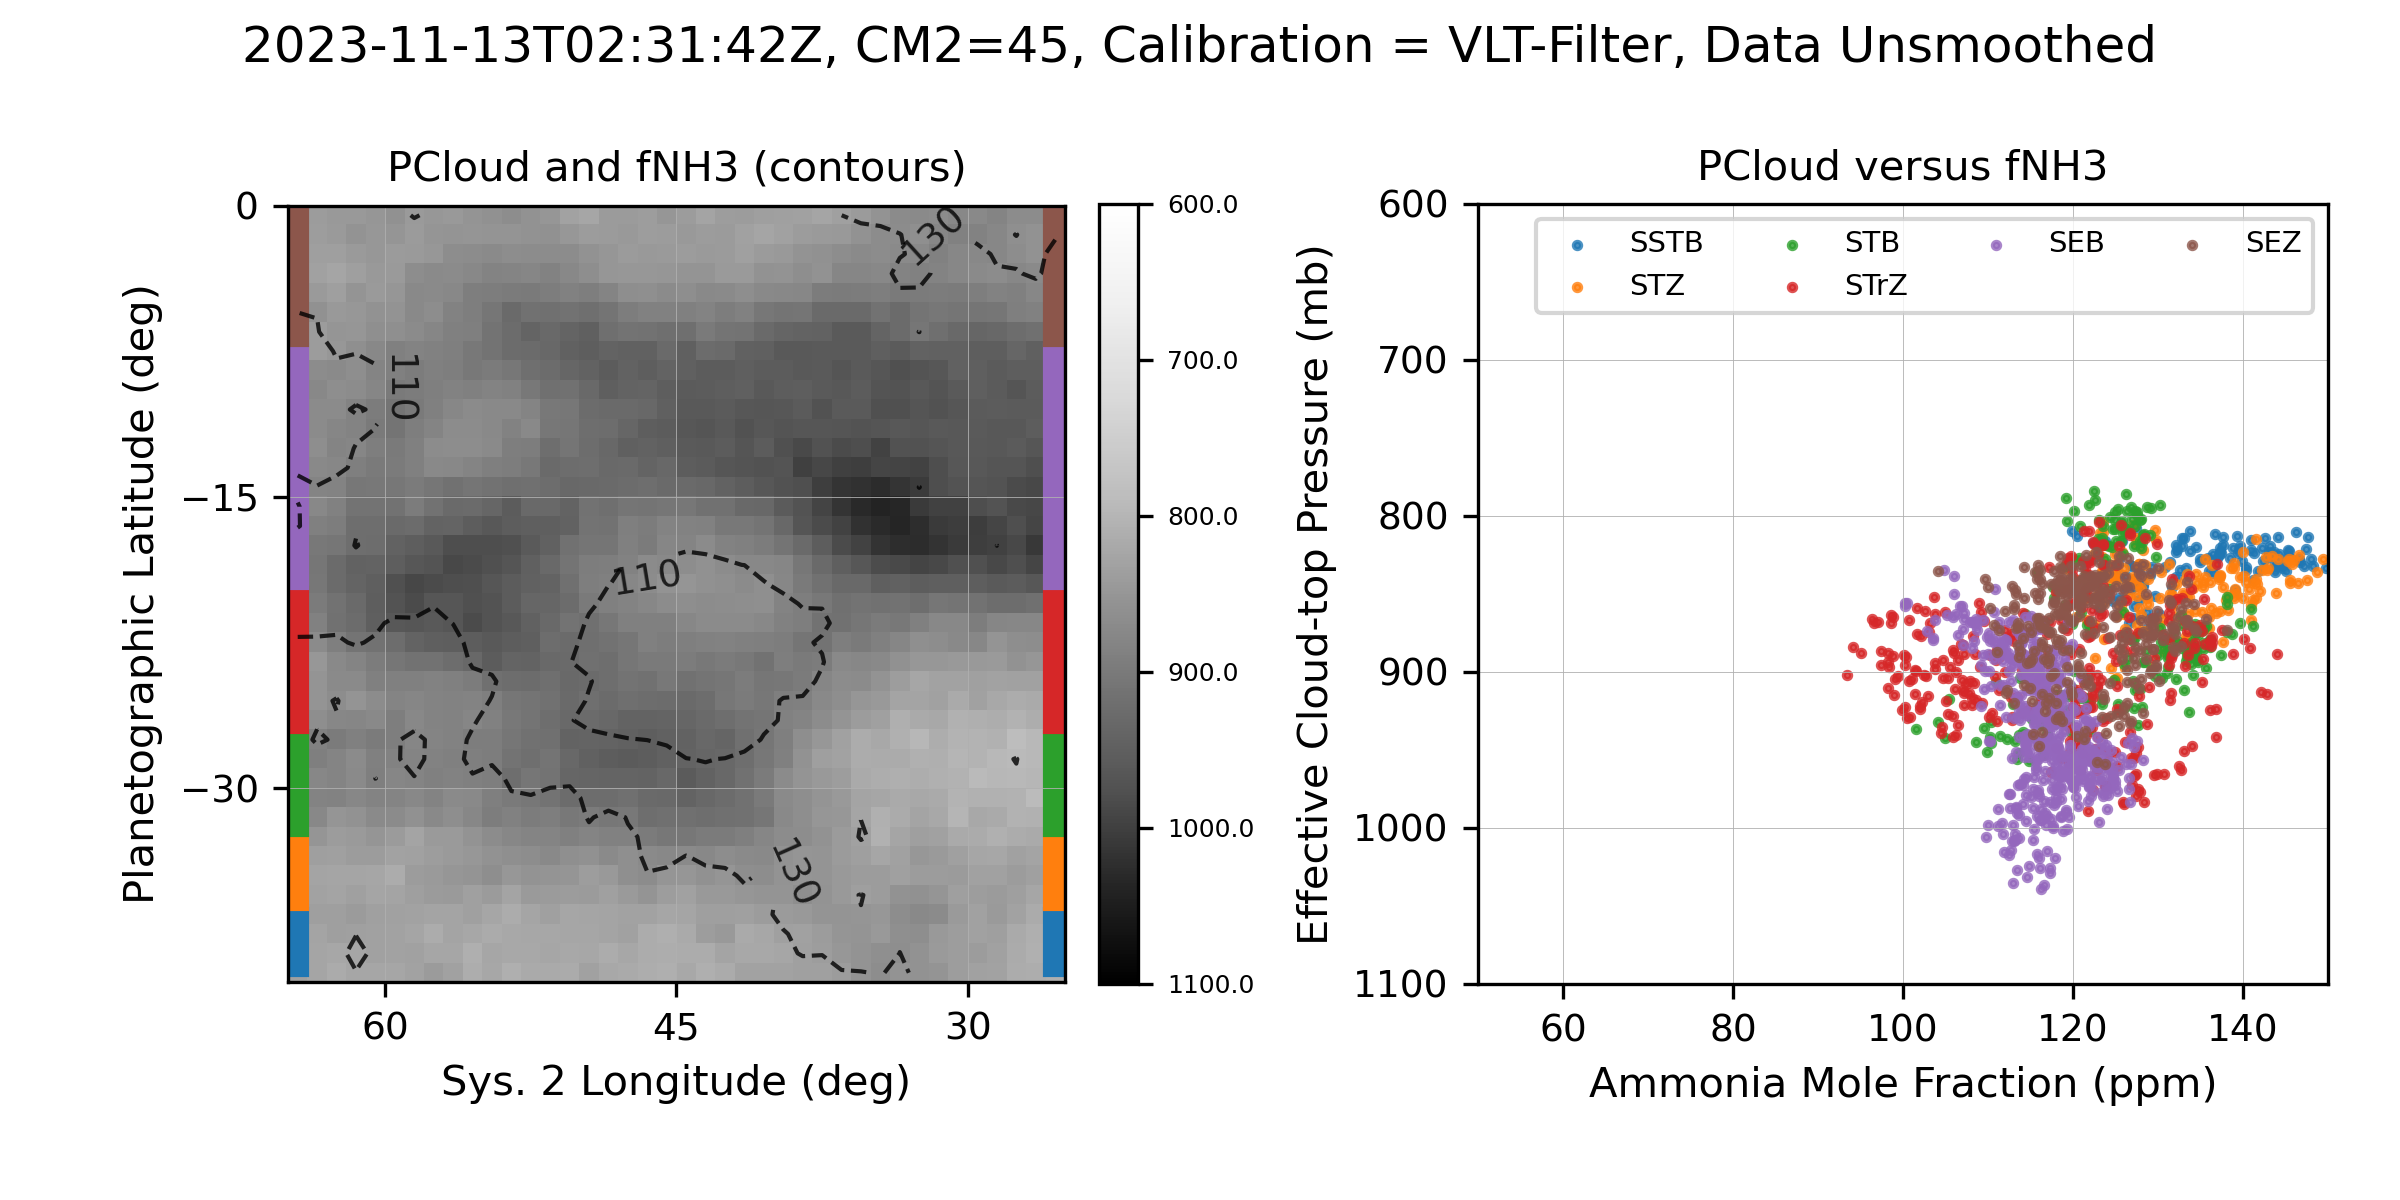 2023-11-13T02:31:42Z, CM2=45, Calibration = VLT-Filter, Data Unsmoothed
PCloud and fNH3 (contours)
0
−15
−30
Planetographic Latitude (deg)
60
45
30
Sys. 2 Longitude (deg)
130
110
110
130
600.0
700.0
800.0
900.0
1000.0
1100.0
PCloud versus fNH3
SSTB
STB
SEB
SEZ
STZ
STrZ
600
700
800
900
1000
1100
Effective Cloud-top Pressure (mb)
60
80
100
120
140
Ammonia Mole Fraction (ppm)